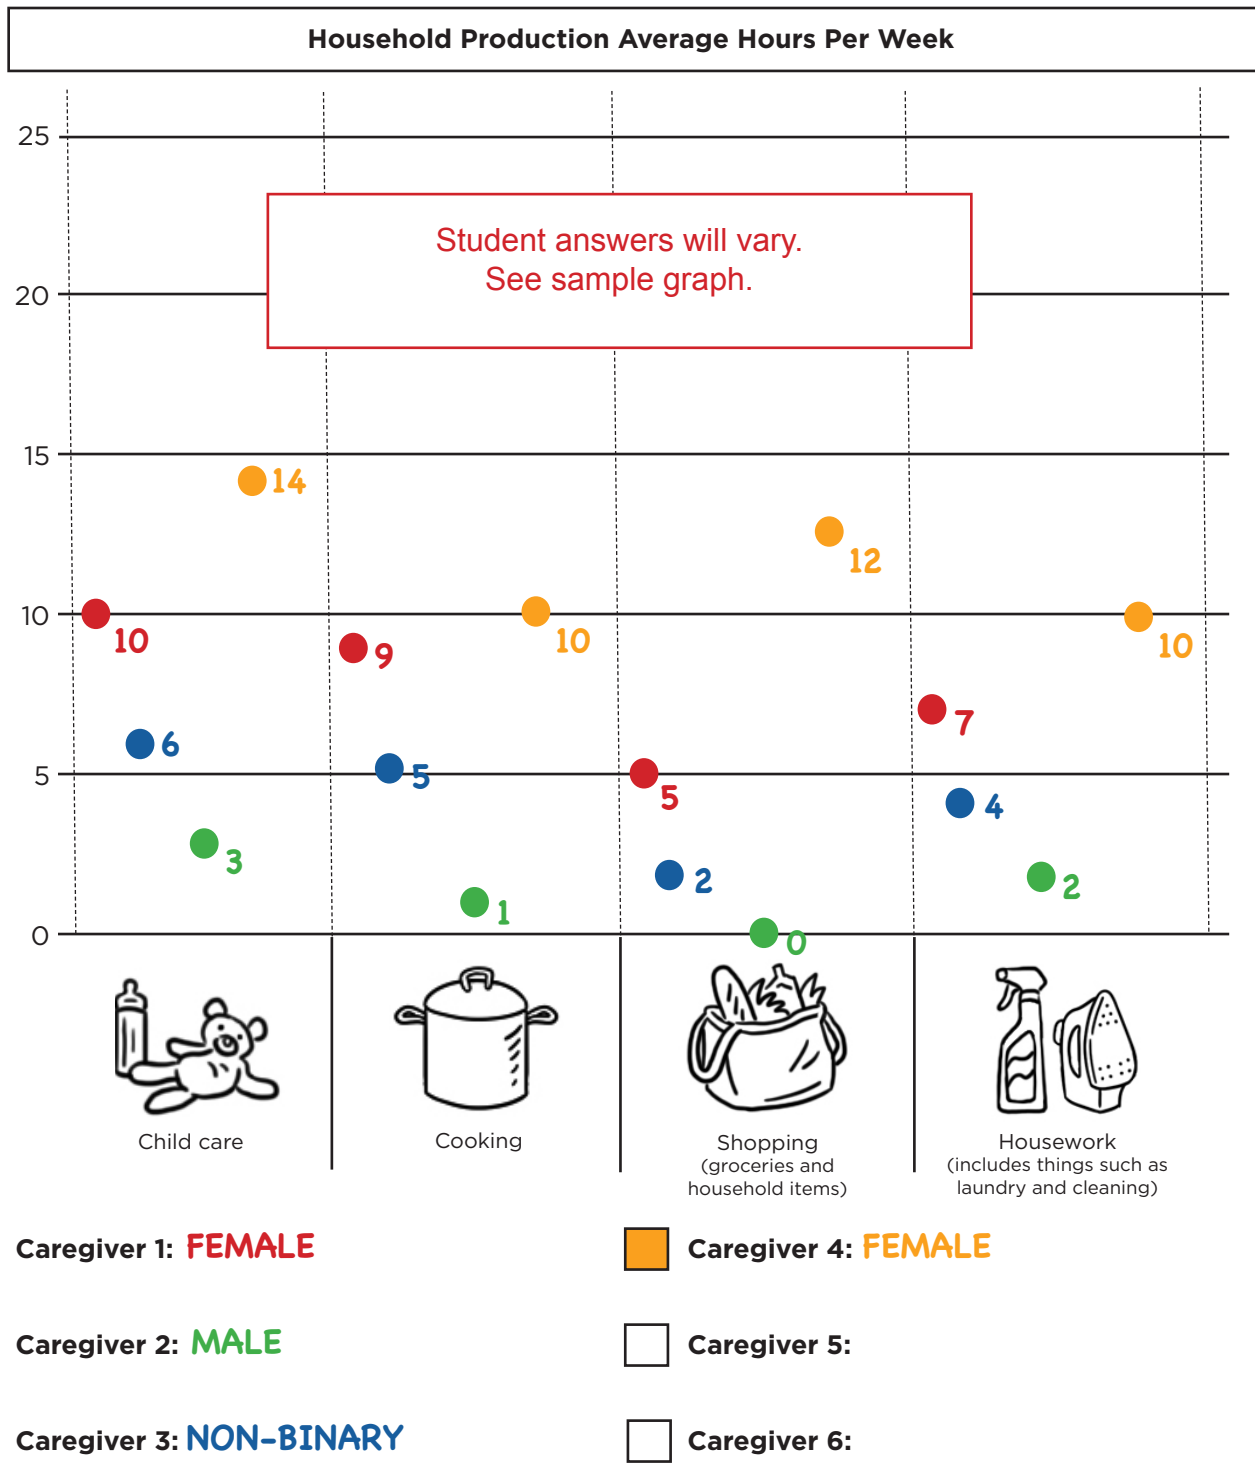 Household Production Average Hours Per Week
25
Student answers will vary.
See sample graph.
20
15
14
12
10
10
9
10
10
7
6
5
5
5
4
3
2
2
1
0
0
Child care
Cooking
Shopping
(groceries and
household items)
Housework
(includes things such as
laundry and cleaning)
Caregiver 1: FEMALE
Caregiver 4: FEMALE
Caregiver 2: MALE
Caregiver 5:
Caregiver 3: NON-BINARY
Caregiver 6: